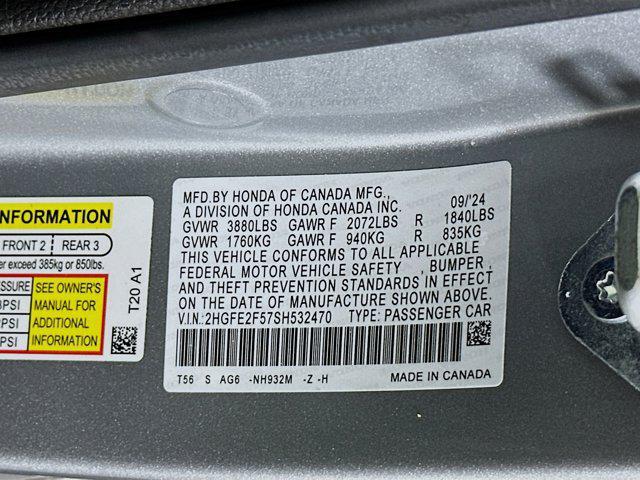 INFORMATION
FRONT 2 REAR 3
er exceed 385kg or 850lbs.
SSURE SEE OWNER'S
PSI MANUAL FOR
PSI ADDITIONAL
PSI INFORMATION
T20 A1
MFD.BY HONDA OF CANADA MFG., 09/'24
A DIVISION OF HONDA CANADA INC.
GVWR 3880LBS GAWR F 2072LBS R 1840LBS
GVWR 1760KG GAWR F 940KG R 835KG
THIS VEHICLE CONFORMS TO ALL APPLICABLE
FEDERAL MOTOR VEHICLE SAFETY , BUMPER,
AND THEFT PREVENTION STANDARDS IN EFFECT
ON THE DATE OF MANUFACTURE SHOWN ABOVE.
V.I.N:2HGFE2F57SH532470 TYPE: PASSENGER CAR
T56 S AG6 -NH932M -Z -H MADE IN CANADA